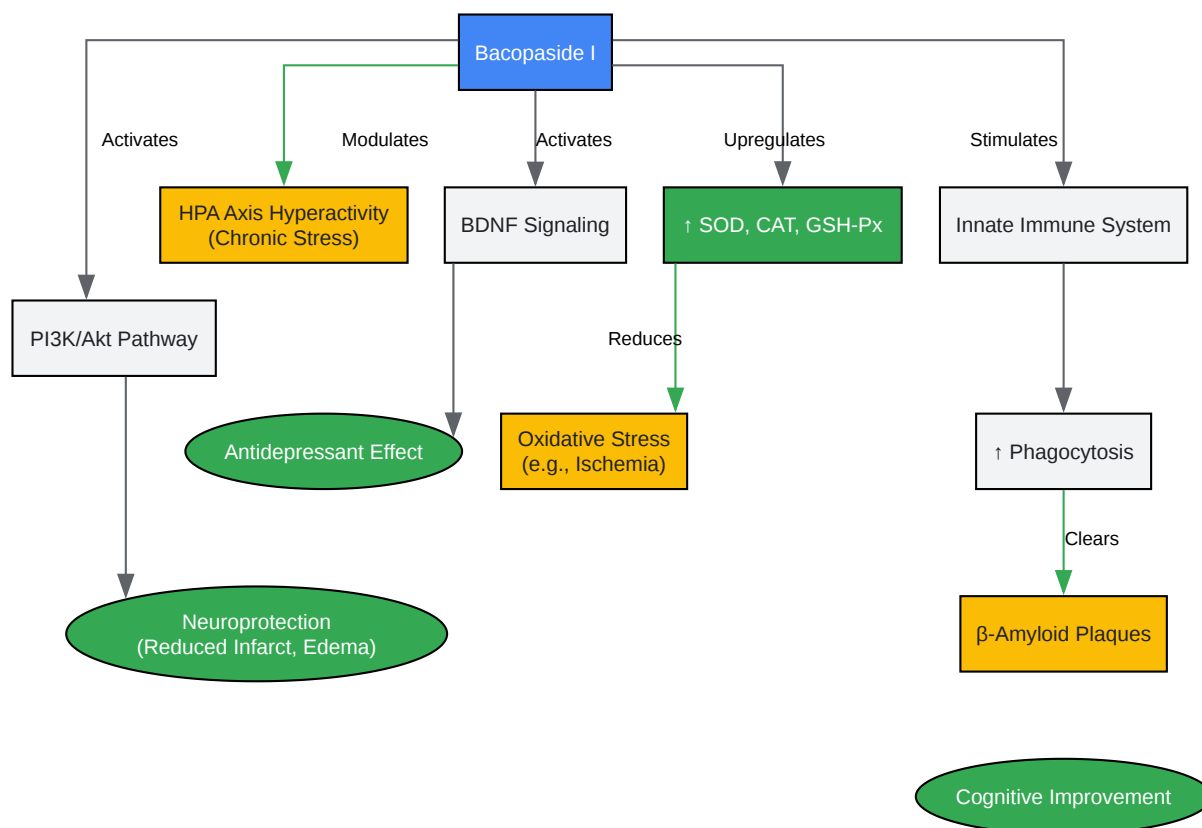 Bacopaside I
Activates
Modulates
Activates
Upregulates
Stimulates
HPA Axis Hyperactivity
(Chronic Stress)
BDNF Signaling
↑ SOD, CAT, GSH-Px
Innate Immune System
PI3K/Akt Pathway
Reduces
Antidepressant Effect
Oxidative Stress
(e.g., Ischemia)
↑ Phagocytosis
Clears
Neuroprotection
(Reduced Infarct, Edema)
β-Amyloid Plaques
Cognitive Improvement